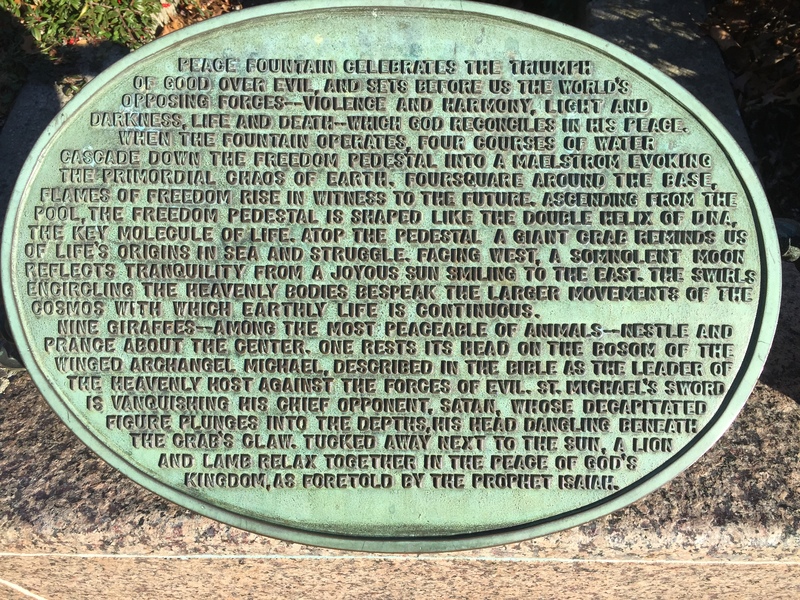 PEACE FOUNTAIN CELEBRATES THE TRIUMPH
OF GOOD OVER EVIL, AND SETS BEFORE US THE WORLD'S
OPPOSING FORCES--VIOLENCE AND HARMONY, LIGHT AND
DARKNESS, LIFE AND DEATH--WHICH GOD RECONCILES IN HIS PEACE.
WHEN THE FOUNTAIN OPERATES, FOUR COURSES OF WATER
CASCADE DOWN THE FREEDOM PEDESTAL INTO A MAELSTROM EVOKING
THE PRIMORDIAL CHAOS OF EARTH. FOURSQUARE AROUND THE BASE,
FLAMES OF FREEDOM RISE IN WITNESS TO THE FUTURE. ASCENDING FROM THE
POOL, THE FREEDOM PEDESTAL IS SHAPED LIKE THE DOUBLE HELIX OF DNA,
THE KEY MOLECULE OF LIFE. ATOP THE PEDESTAL A GIANT CRAB REMINDS US
OF LIFE'S ORIGINS IN SEA AND STRUGGLE. FACING WEST, A SOMNOLENT MOON
REFLECTS TRANQUILITY FROM A JOYOUS SUN SMILING TO THE EAST. THE SWIRLS
ENCIRCLING THE HEAVENLY BODIES BESPEAK THE LARGER MOVEMENTS OF THE
COSMOS WITH WHICH EARTHLY LIFE IS CONTINUOUS.
NINE GIRAFFES--AMONG THE MOST PEACEABLE OF ANIMALS--NESTLE AND
PRANCE ABOUT THE CENTER. ONE RESTS ITS HEAD ON THE BOSOM OF THE
WINGED ARCHANGEL MICHAEL, DESCRIBED IN THE BIBLE AS THE LEADER OF
THE HEAVENLY HOST AGAINST THE FORCES OF EVIL. ST. MICHAEL'S SWORD
IS VANQUISHING HIS CHIEF OPPONENT, SATAN, WHOSE DECAPITATED
FIGURE PLUNGES INTO THE DEPTHS, HIS HEAD DANGLING BENEATH
THE CRAB'S CLAW. TUCKED AWAY NEXT TO THE SUN, A LION
AND LAMB RELAX TOGETHER IN THE PEACE OF GOD'S
KINGDOM, AS FORETOLD BY THE PROPHET ISAIAH.